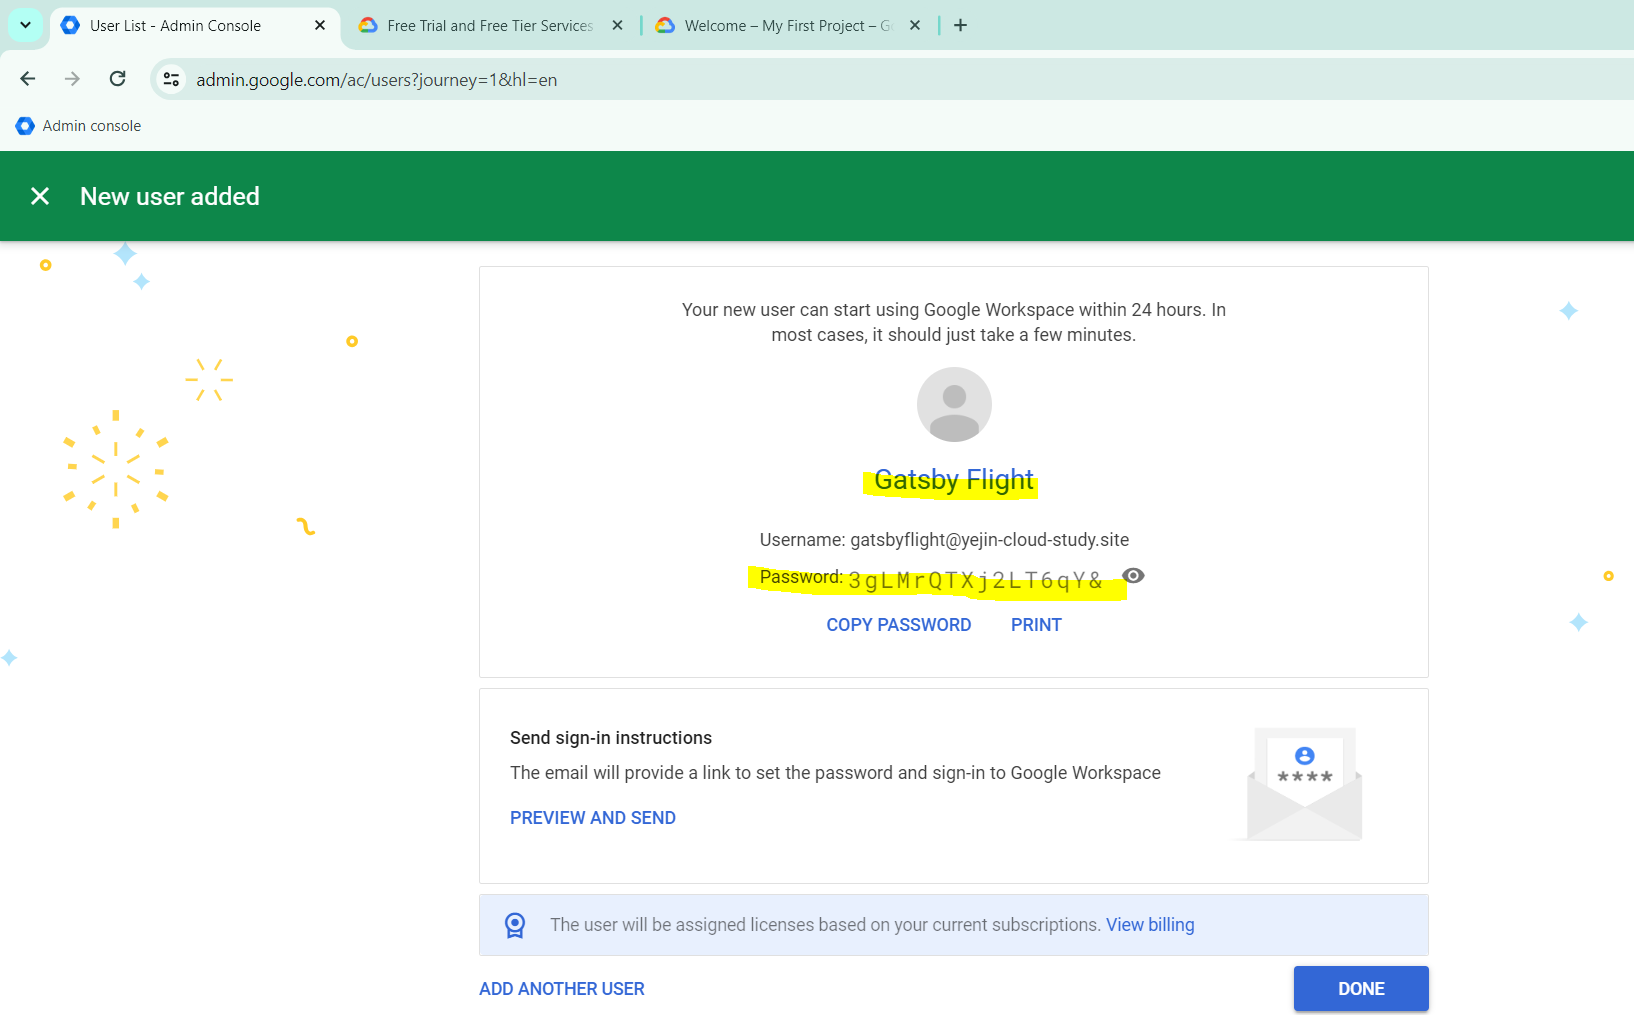 User List - Admin Console
Free Trial and Free Tier Services
Welcome – My First Project – Go
admin.google.com/ac/users?journey=1&hl=en
Admin console
New user added
Your new user can start using Google Workspace within 24 hours. In
most cases, it should just take a few minutes.
Gatsby Flight
Username: gatsbyflight@yejin-cloud-study.site
Password: 3gLMrQTXj2LT6qY&
COPY PASSWORD PRINT
Send sign-in instructions
The email will provide a link to set the password and sign-in to Google Workspace
PREVIEW AND SEND
****
The user will be assigned licenses based on your current subscriptions. View billing
ADD ANOTHER USER
DONE